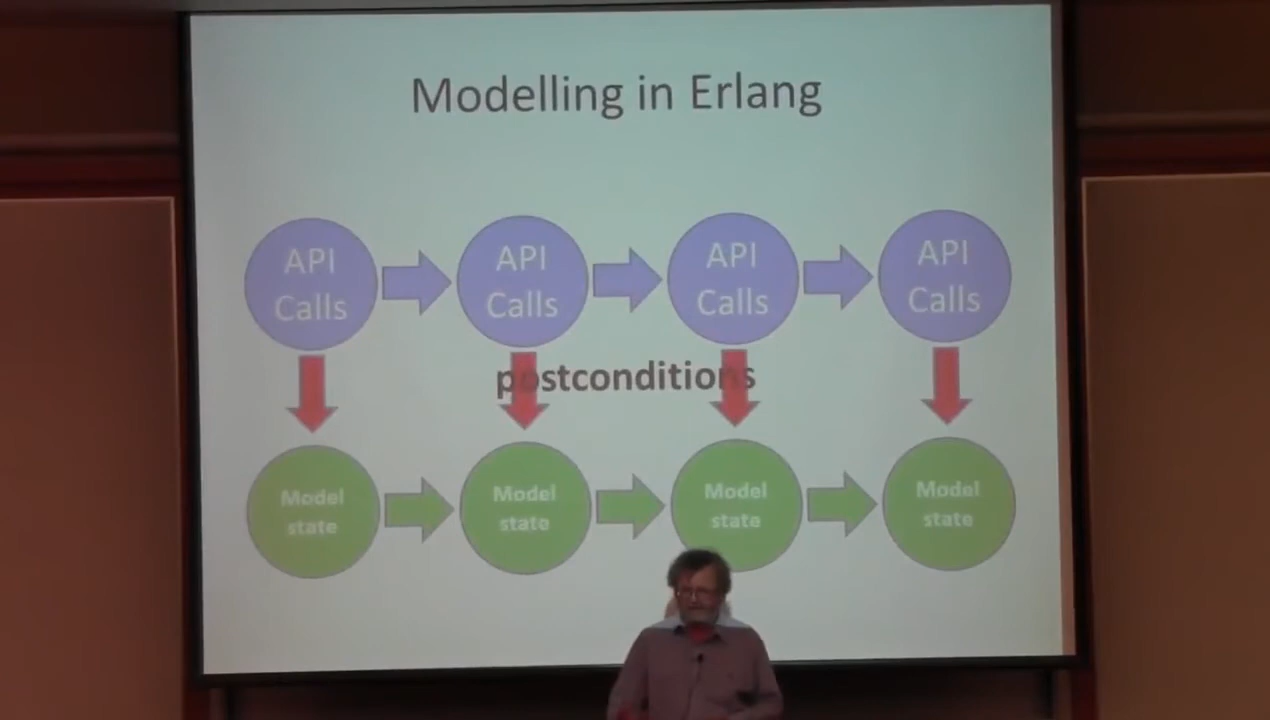 Modelling in Erlang
API Calls
API Calls
API Calls
API Calls
postconditions
Model state
Model state
Model state
Model state